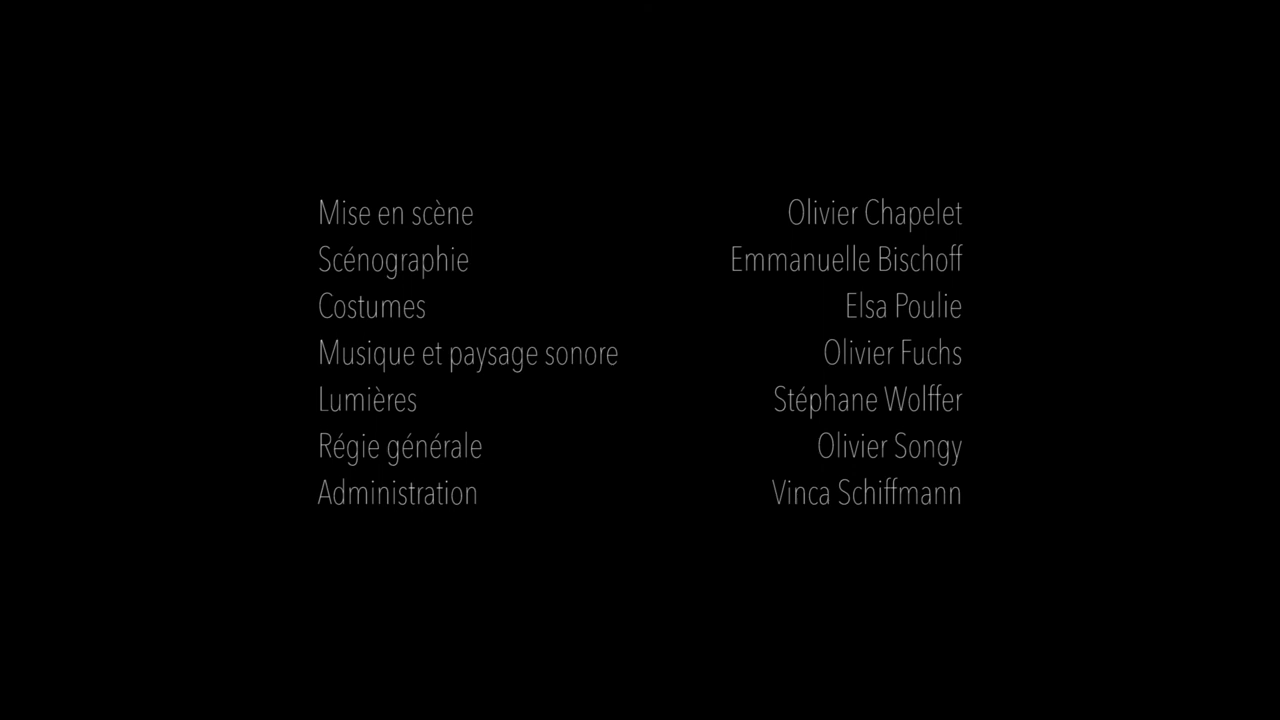 Mise en scène Olivier Chapelet
Scénographie Emmanuelle Bischoff
Costumes Elsa Poulie
Musique et paysage sonore Olivier Fuchs
Lumières Stéphane Wolffer
Régie générale Olivier Songy
Administration Vinca Schiffmann